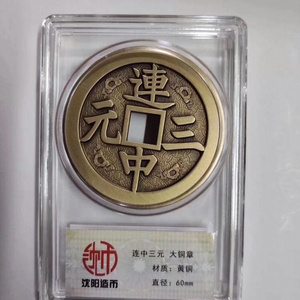 連
元 三
中
连中三元 大铜章
材质：黄铜
直径：60mm
沈阳造币